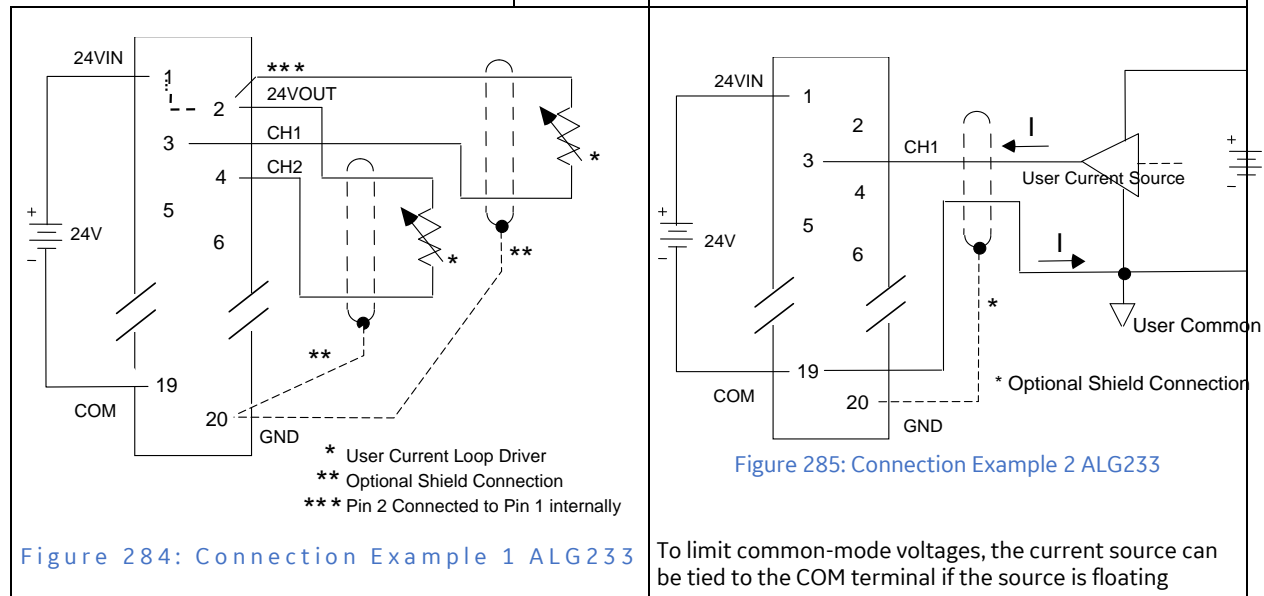 24VIN
1
***
2
24VOUT
3
CH1
4
CH2
*
5
6
+
24V
-
*
**
**
19
COM
20
GND
* User Current Loop Driver
** Optional Shield Connection
*** Pin 2 Connected to Pin 1 internally
Figure 284: Connection Example 1 ALG233
24VIN
1
2
I
3
CH1
+
-
User Current Source
4
5
6
+
24V
-
I
*
User Common
19
* Optional Shield Connection
COM
20
GND
Figure 285: Connection Example 2 ALG233
To limit common-mode voltages, the current source can
be tied to the COM terminal if the source is floating